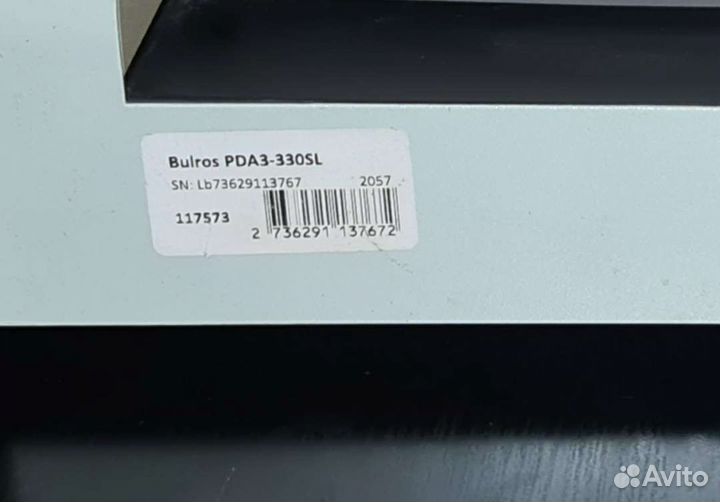 Bulros PDA3-330SL
SN: Lb73629113767 2057
117573
2 736291 137672
Avito